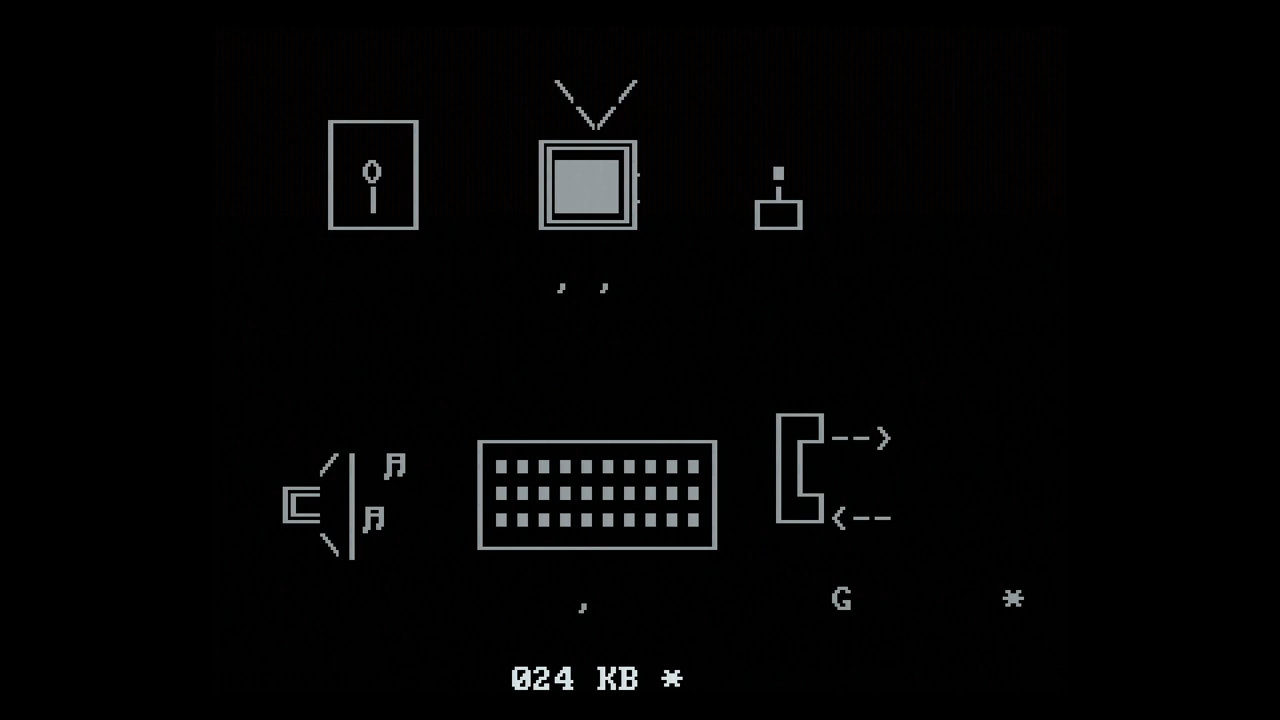 , ,
,
G *
024 KB *